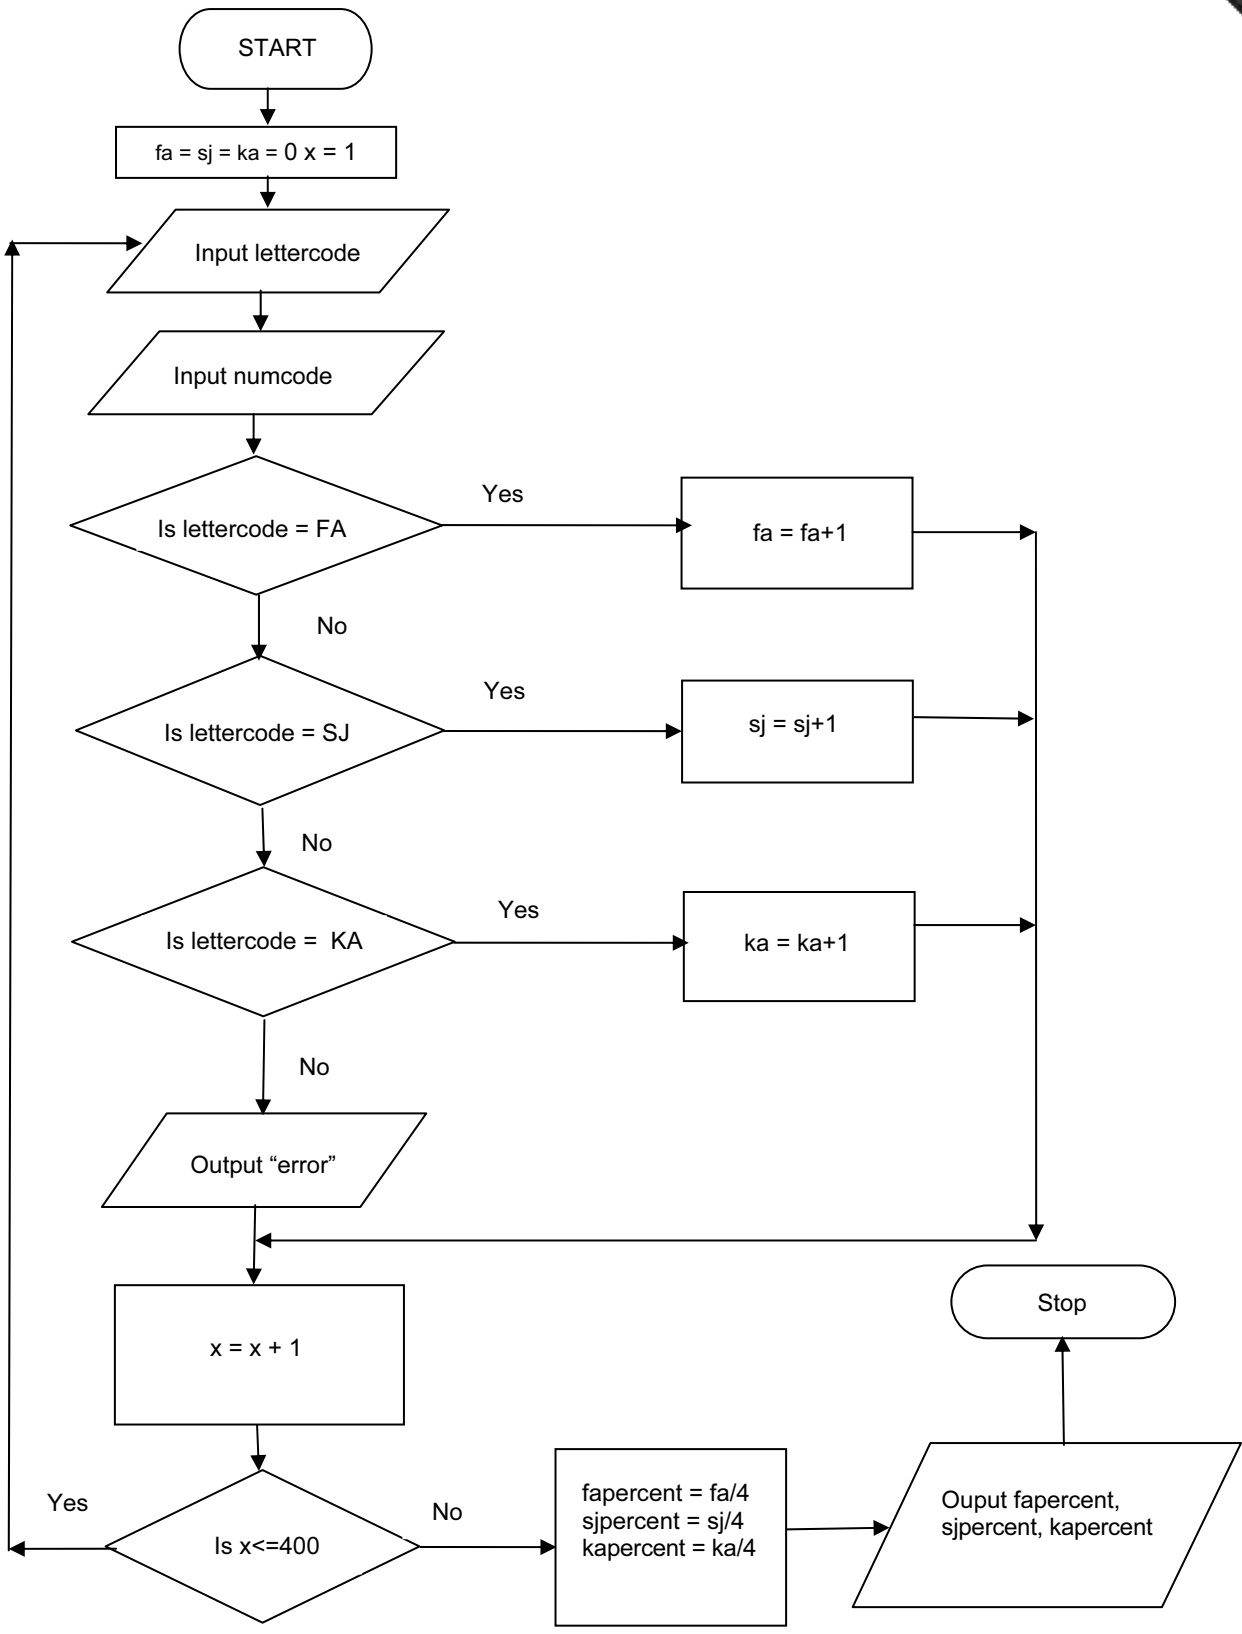 START
fa = sj = ka = 0 x = 1
Input lettercode
Input numcode
Is lettercode = FA
Yes
fa = fa+1
No
Is lettercode = SJ
Yes
sj = sj+1
No
Is lettercode = KA
Yes
ka = ka+1
No
Output “error”
x = x + 1
Stop
Is x<=400
Yes
No
fapercent = fa/4
sjpercent = sj/4
kapercent = ka/4
Ouput fapercent,
sjpercent, kapercent